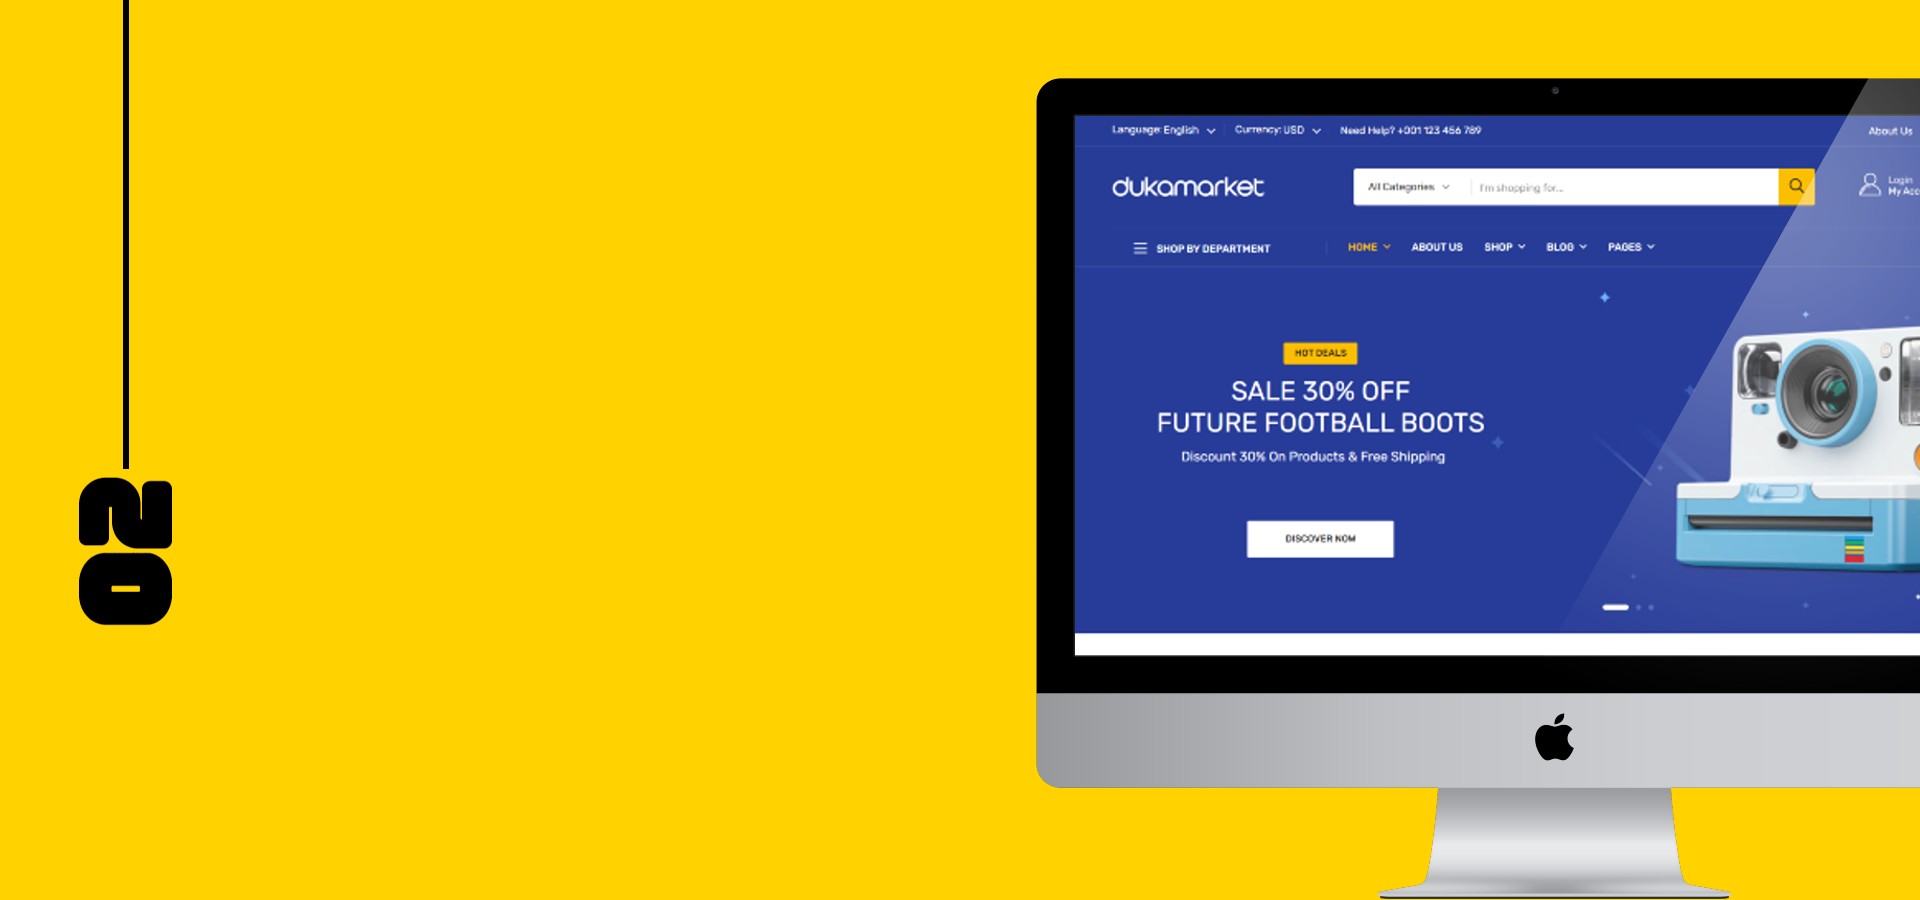 02
Language: English
Currency: USD
Need Help? +001 123 456 789
About Us
dukamarket
All Categories
I'm shopping for...
Login
My Acc
SHOP BY DEPARTMENT
HOME
ABOUT US
SHOP
BLOG
PAGES
HOT DEALS
SALE 30% OFF
FUTURE FOOTBALL BOOTS
Discount 30% On Products & Free Shipping
DISCOVER NOW